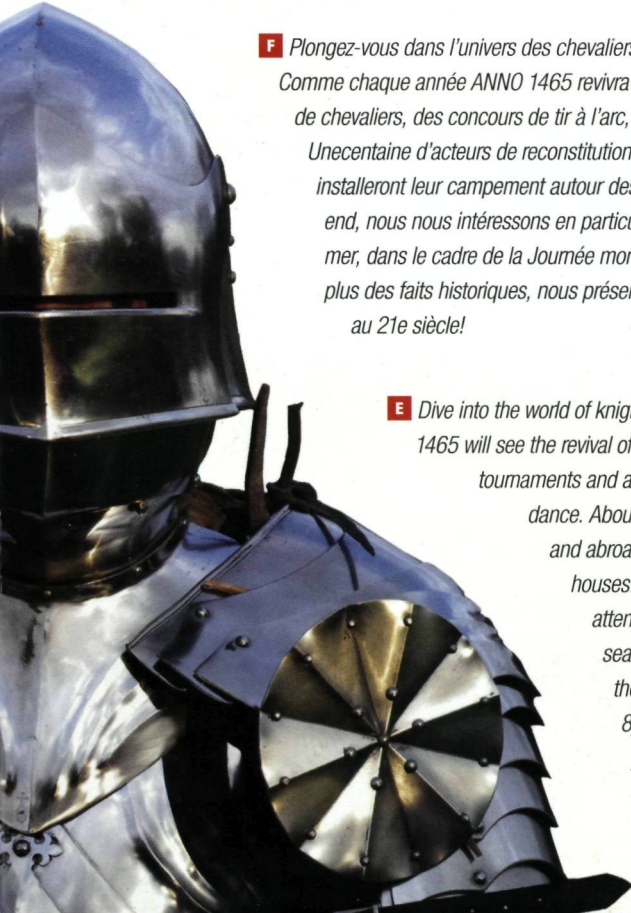 F Plongez-vous dans l'univers des chevaliers
Comme chaque année ANNO 1465 revivra
de chevaliers, des concours de tir à l'arc,
Unecentaine d'acteurs de reconstitution
installeront leur campement autour des
end, nous nous intéressons en particu
mer, dans le cadre de la Journée mon
plus des faits historiques, nous présen
au 21e siècle!
E Dive into the world of knig
1465 will see the revival of
tournaments and a
dance. Abou
and abroa
houses
atten
sea
the
8